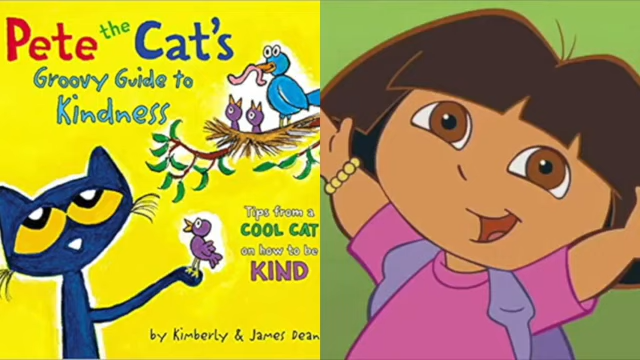 Pete the Cat's
Groovy Guide to
Kindness
Tips from a
COOL CAT
on how to be
KIND
by Kimberly & James Dean